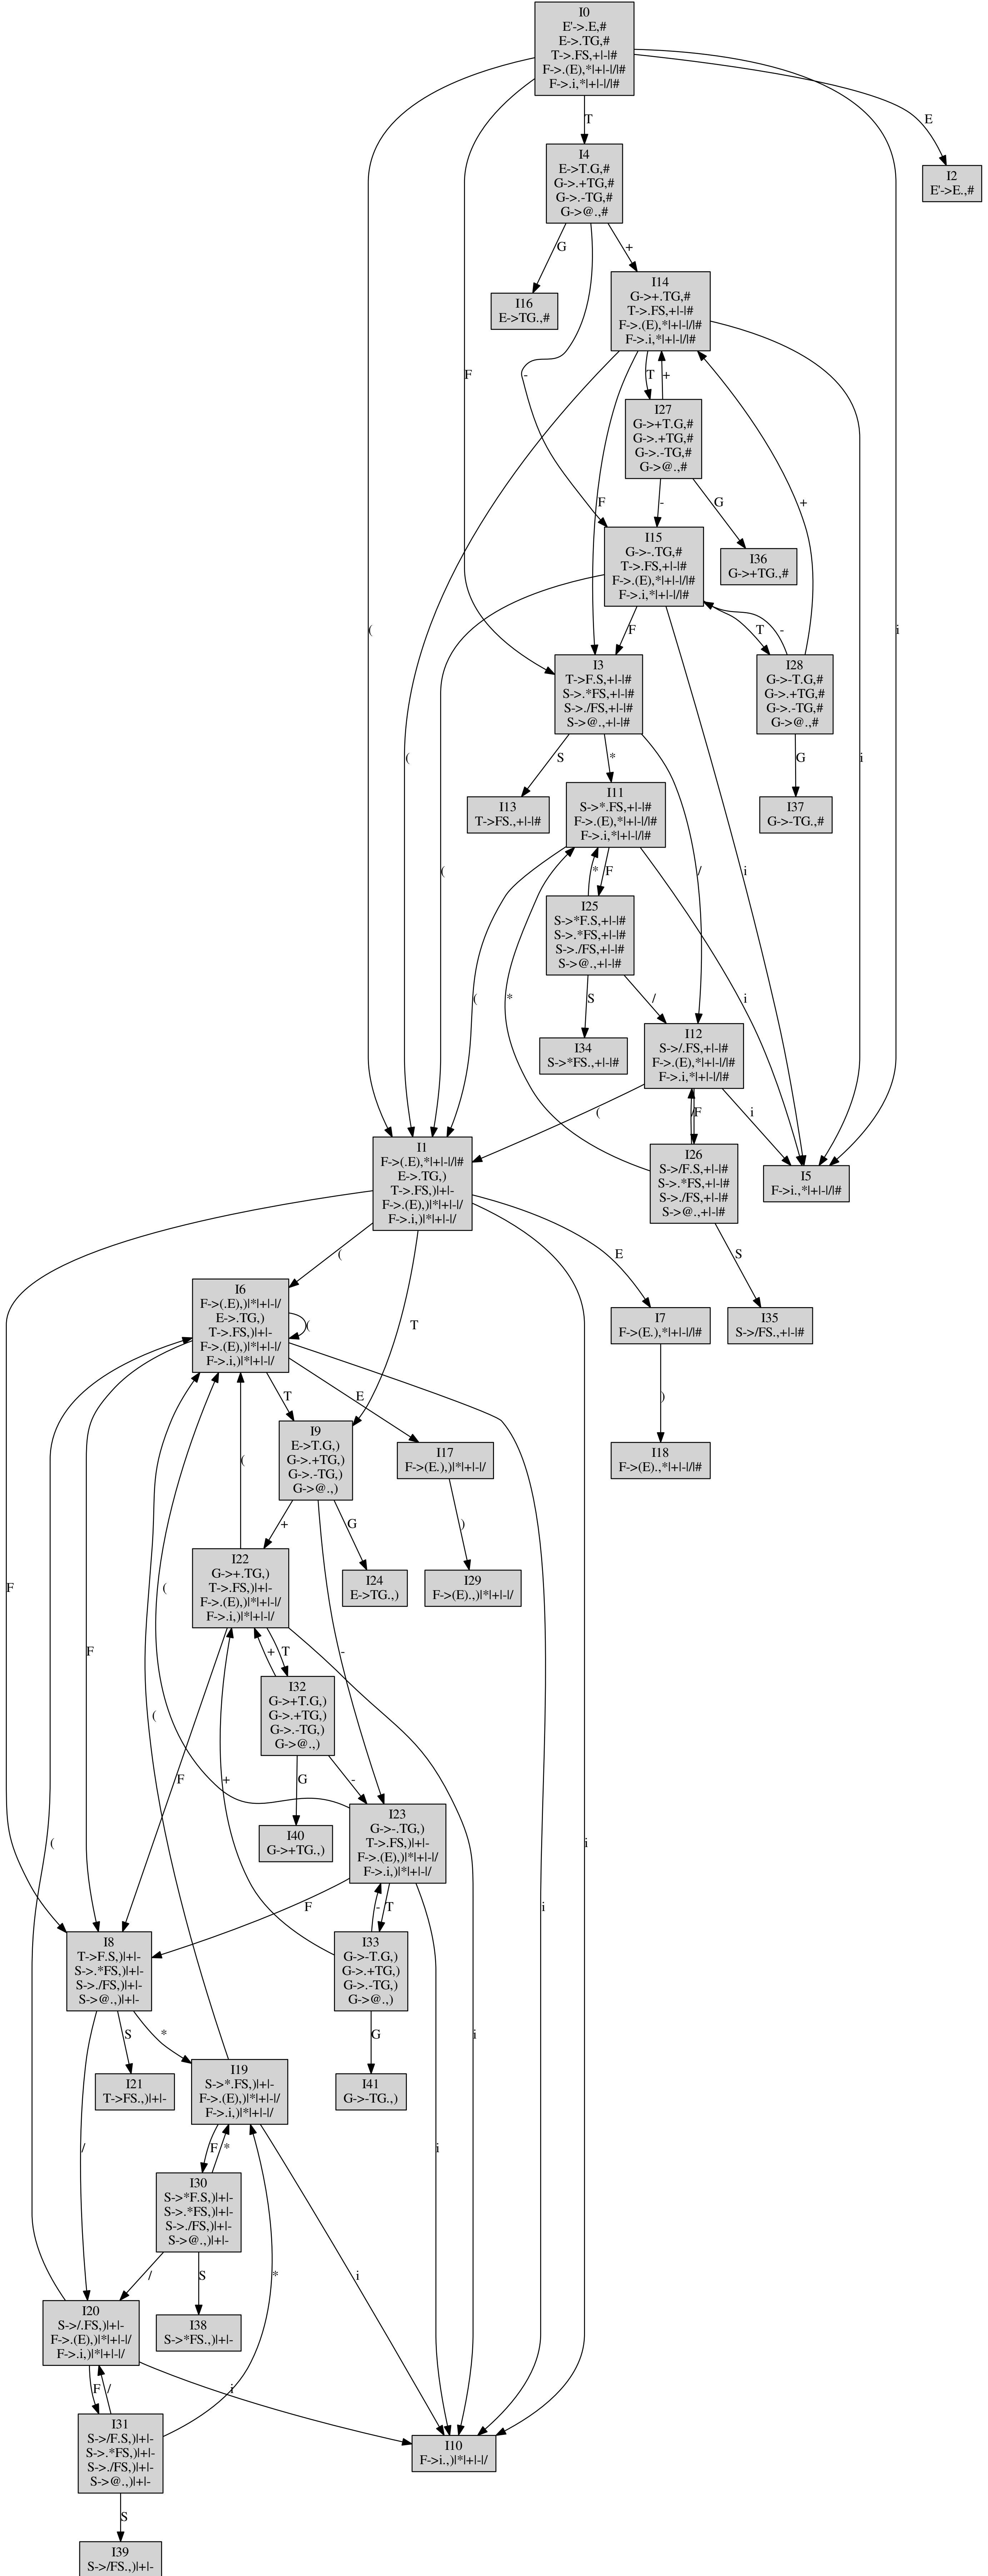 I0
E'->.E,#
E->.TG,#
T->.FS,+|-|#
F->.(E),*|+|-|/|#
F->.i,*|+|-|/|#
T
E
I4
E->T.G,#
G->.+TG,#
G->.-TG,#
G->@.,#
I2
E'->E.,#
G
+
I14
G->+.TG,#
T->.FS,+|-|#
F->.(E),*|+|-|/|#
F->.i,*|+|-|/|#
I16
E->TG.,#
F
-
T
+
I27
G->+T.G,#
G->.+TG,#
G->.-TG,#
G->@.,#
F
-
G
+
I15
G->-.TG,#
T->.FS,+|-|#
F->.(E),*|+|-|/|#
F->.i,*|+|-|/|#
I36
G->+TG.,#
(
F
T
-
i
I3
T->F.S,+|-|#
S->.*FS,+|-|#
S->./FS,+|-|#
S->@.,+|-|#
I28
G->-T.G,#
G->.+TG,#
G->.-TG,#
G->@.,#
(
S
*
G
i
I13
T->FS.,+|-|#
I11
S->*.FS,+|-|#
F->.(E),*|+|-|/|#
F->.i,*|+|-|/|#
I37
G->-TG.,#
(
*
F
/
i
I25
S->*F.S,+|-|#
S->.*FS,+|-|#
S->./FS,+|-|#
S->@.,+|-|#
(
*
S
/
i
I34
S->*FS.,+|-|#
I12
S->/.FS,+|-|#
F->.(E),*|+|-|/|#
F->.i,*|+|-|/|#
(
/
F
i
I1
F->(.E),*|+|-|/|#
E->.TG,)
T->.FS,)|+|-
F->.(E),)|*|+|-|/
F->.i,)|*|+|-|/
I26
S->/F.S,+|-|#
S->.*FS,+|-|#
S->./FS,+|-|#
S->@.,+|-|#
I5
F->i.,*|+|-|/|#
(
E
S
I6
F->(.E),)|*|+|-|/
E->.TG,)
T->.FS,)|+|-
F->.(E),)|*|+|-|/
F->.i,)|*|+|-|/
(
T
I7
F->(E.),*|+|-|/|#
I35
S->/FS.,+|-|#
T
E
)
I9
E->T.G,)
G->.+TG,)
G->.-TG,)
G->@.,)
I17
F->(E.),)|*|+|-|/
I18
F->(E).,*|+|-|/|#
(
+
G
)
I22
G->+.TG,)
T->.FS,)|+|-
F->.(E),)|*|+|-|/
F->.i,)|*|+|-|/
I24
E->TG.,)
I29
F->(E).,)|*|+|-|/
F
(
F
+
T
-
I32
G->+T.G,)
G->.+TG,)
G->.-TG,)
G->@.,)
(
F
+
G
-
I40
G->+TG.,)
I23
G->-.TG,)
T->.FS,)|+|-
F->.(E),)|*|+|-|/
F->.i,)|*|+|-|/
(
i
F
-
T
i
I8
T->F.S,)|+|-
S->.*FS,)|+|-
S->./FS,)|+|-
S->@.,)|+|-
I33
G->-T.G,)
G->.+TG,)
G->.-TG,)
G->@.,)
S
*
G
i
I21
T->FS.,)|+|-
I19
S->*.FS,)|+|-
F->.(E),)|*|+|-|/
F->.i,)|*|+|-|/
I41
G->-TG.,)
/
F
*
i
I30
S->*F.S,)|+|-
S->.*FS,)|+|-
S->./FS,)|+|-
S->@.,)|+|-
/
S
*
i
I20
S->/.FS,)|+|-
F->.(E),)|*|+|-|/
F->.i,)|*|+|-|/
I38
S->*FS.,)|+|-
F
/
i
I31
S->/F.S,)|+|-
S->.*FS,)|+|-
S->./FS,)|+|-
S->@.,)|+|-
I10
F->i.,)|*|+|-|/
S
I39
S->/FS.,)|+|-